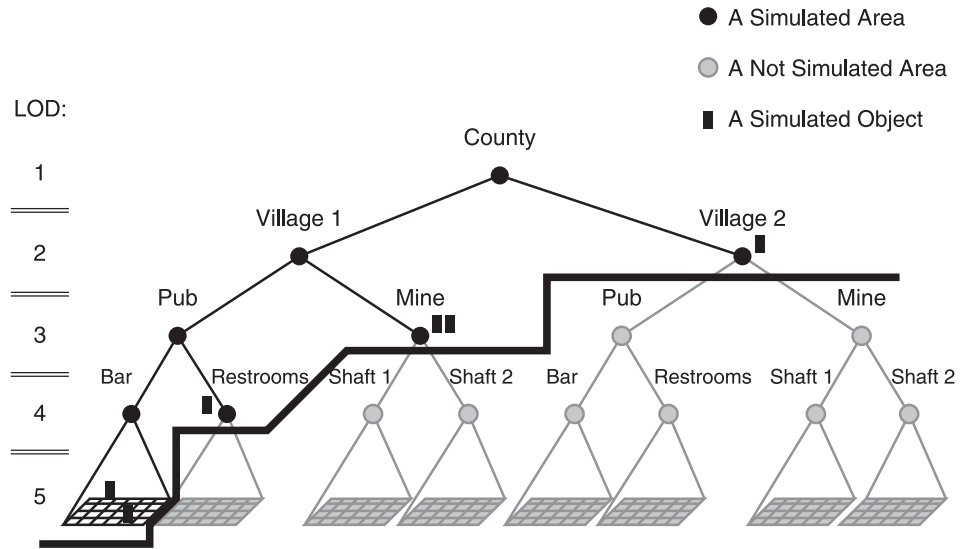 A Simulated Area
A Not Simulated Area
A Simulated Object
LOD:
County
1
Village 1
Village 2
2
Pub
Mine
Pub
Mine
3
Bar
Restrooms
Shaft 1
Shaft 2
Bar
Restrooms
Shaft 1
Shaft 2
4
5